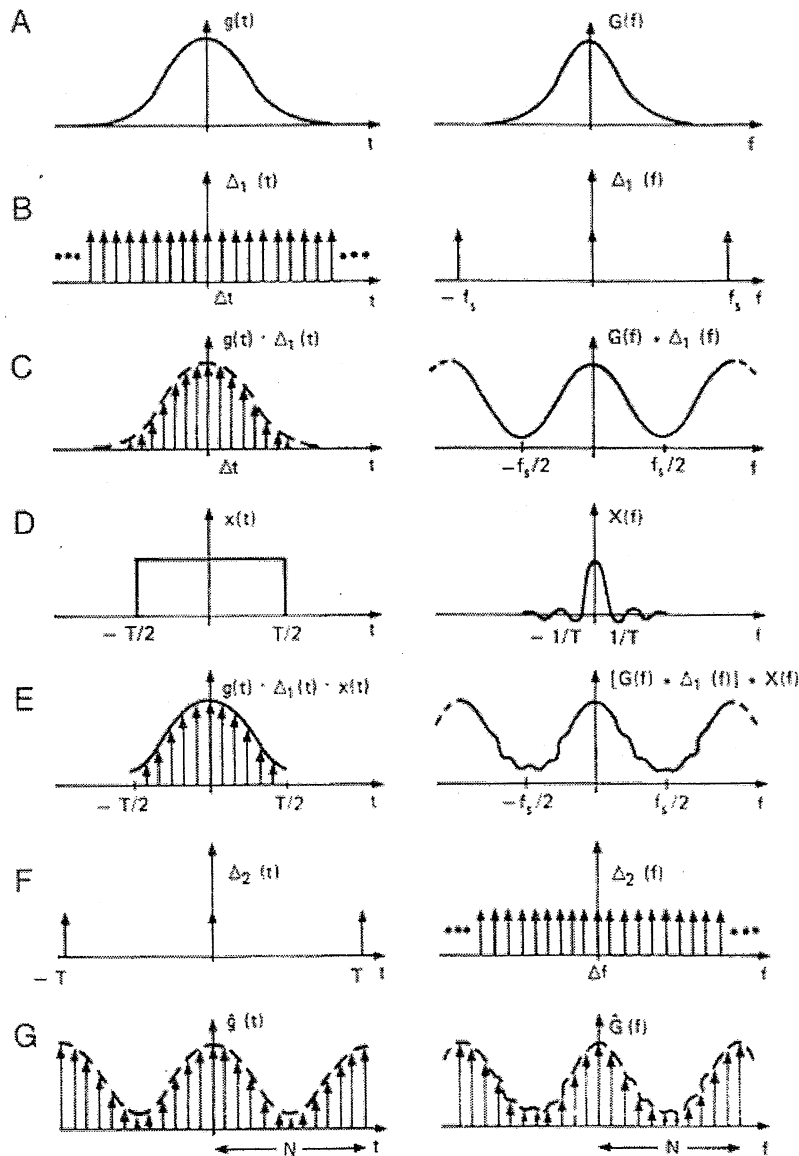 A
g(t)
G(f)
t
f
B
Δ₁ (t)
Δ₁ (f)
•••
•••
Δt
t
− fₛ
fₛ
f
C
g(t) · Δ₁(t)
G(f) * Δ₁ (f)
Δt
t
−fₛ/2
fₛ/2
f
D
x(t)
X(f)
− T/2
T/2
t
− 1/T
1/T
f
E
g(t) · Δ₁(t) · x(t)
[G(f) * Δ₁ (f)] * X(f)
− T/2
T/2
t
−fₛ/2
fₛ/2
f
F
Δ₂ (t)
Δ₂ (f)
•••
•••
− T
T
t
Δf
f
G
ĝ (t)
Ĝ(f)
N
t
N
f